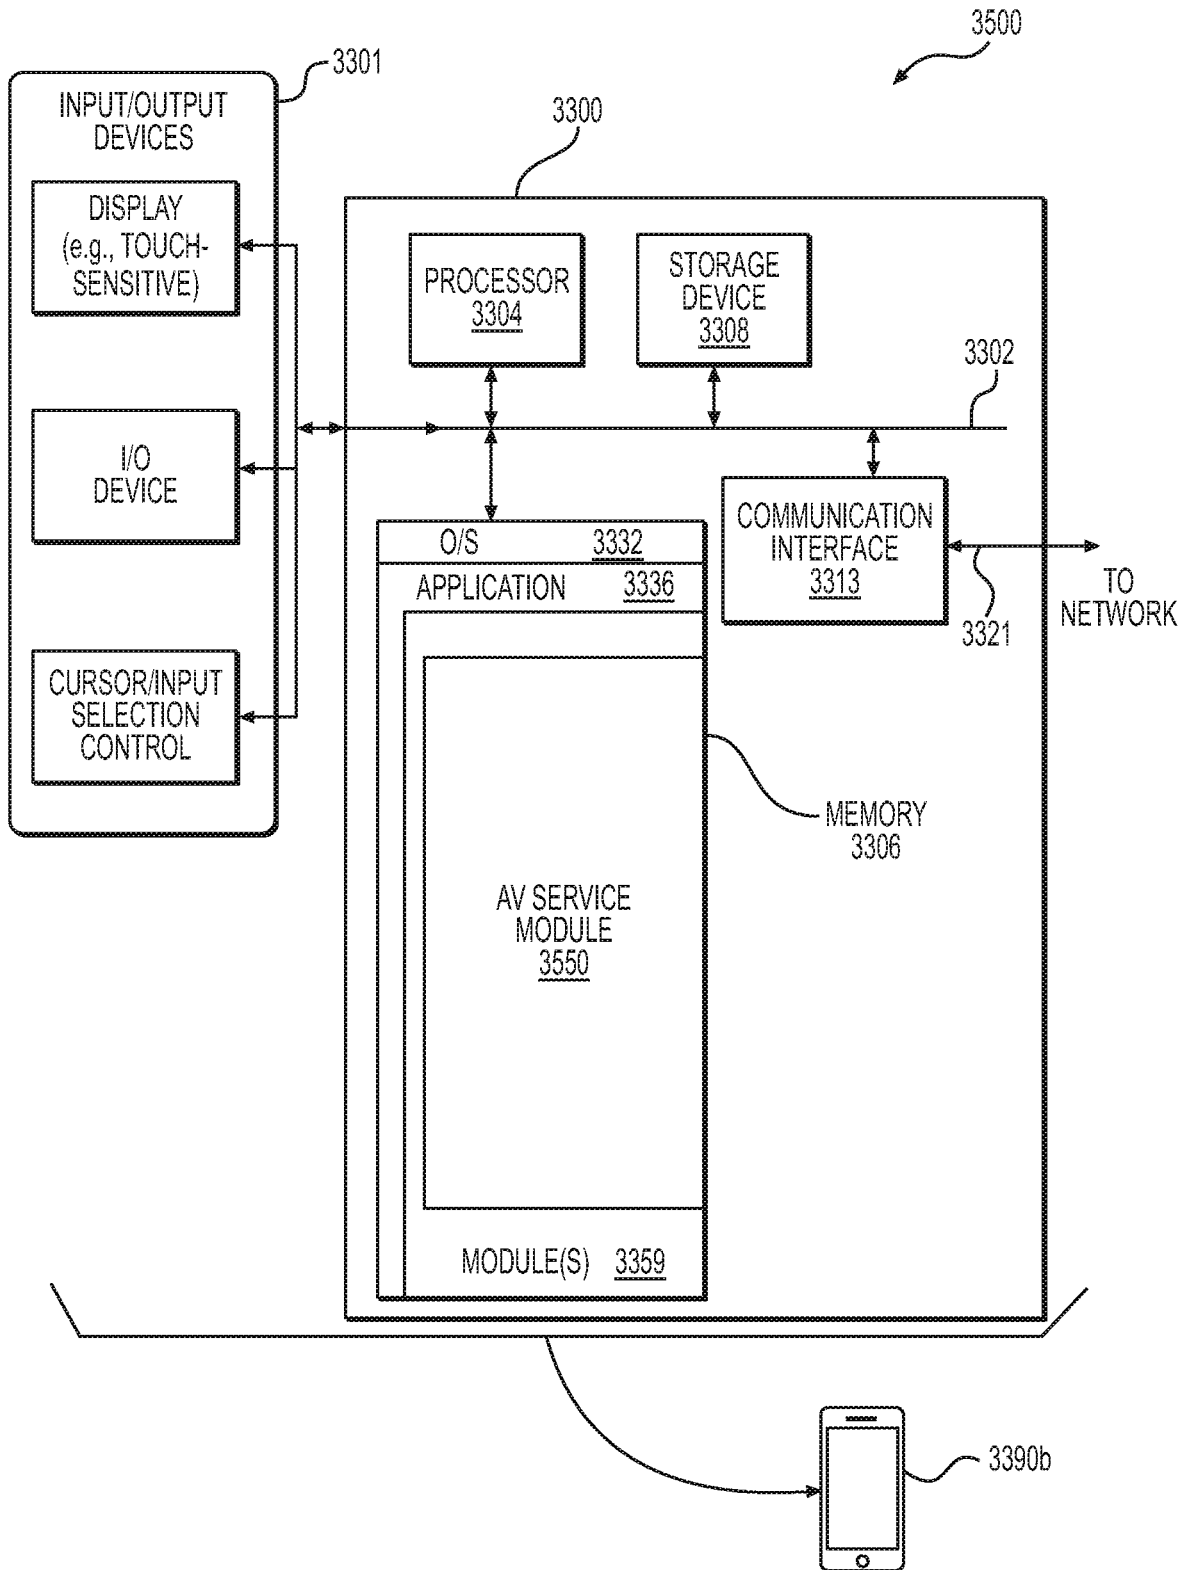 3500
3301
INPUT/OUTPUT
DEVICES
DISPLAY
(e.g., TOUCH-
SENSITIVE)
I/O
DEVICE
CURSOR/INPUT
SELECTION
CONTROL
3300
PROCESSOR
3304
STORAGE
DEVICE
3308
3302
COMMUNICATION
INTERFACE
3313
3321
TO
NETWORK
O/S 3332
APPLICATION 3336
AV SERVICE
MODULE
3550
MODULE(S) 3359
MEMORY
3306
3390b